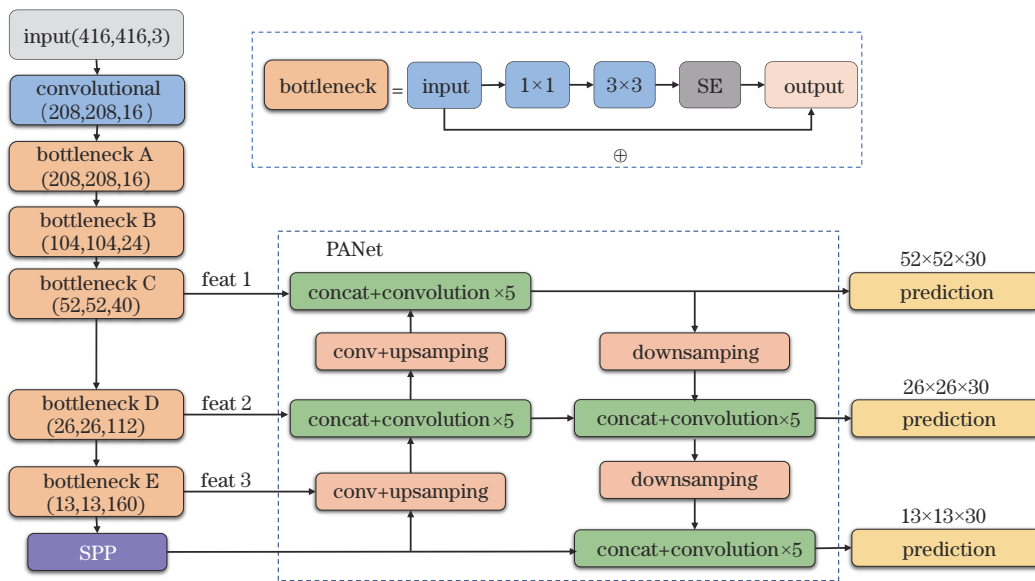 input(416,416,3)
convolutional
(208,208,16 )
bottleneck A
(208,208,16)
bottleneck B
(104,104,24)
bottleneck C
(52,52,40)
bottleneck D
(26,26,112)
bottleneck E
(13,13,160)
SPP
bottleneck = input 1×1 3×3 SE output
⊕
feat 1
feat 2
feat 3
PANet
concat+convolution×5
conv+upsamping
downsamping
concat+convolution×5
concat+convolution×5
conv+upsamping
downsamping
concat+convolution×5
52×52×30
prediction
26×26×30
prediction
13×13×30
prediction